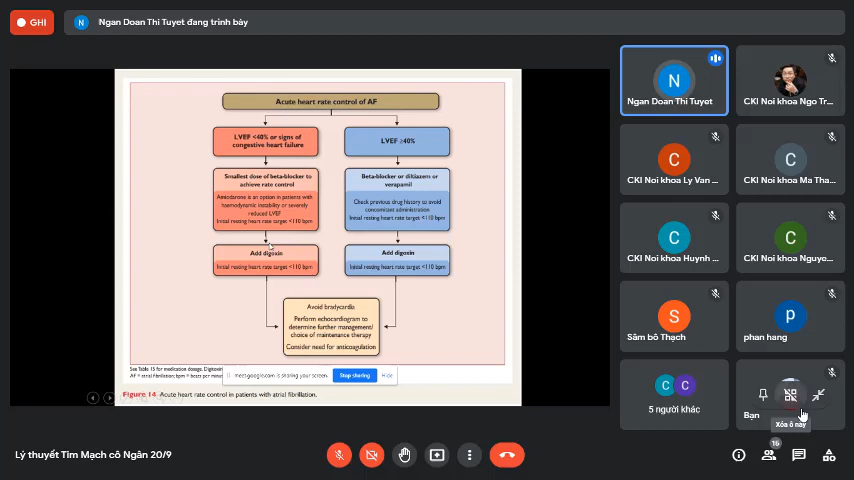 GHI
Ngan Doan Thi Tuyet đang trình bày
Acute heart rate control of AF
LVEF <40% or signs of
congestive heart failure
LVEF ≥40%
Smallest dose of beta-blocker to
achieve rate control
Amiodarone is an option in patients with
haemodynamic instability or severely
reduced LVEF
Initial resting heart rate target <110 bpm
Beta-blocker or diltiazem or
verapamil
Check previous drug history to avoid
concomitant administration
Initial resting heart rate target <110 bpm
Add digoxin
Initial resting heart rate target <110 bpm
Add digoxin
Initial resting heart rate target <110 bpm
Avoid bradycardia
Perform echocardiogram to
determine further management/
choice of maintenance therapy
Consider need for anticoagulation
See Table 15 for medication dosage, Digitoxin
AF = atrial fibrillation; bpm = beats per minute
meet.google.com is sharing your screen.
Stop sharing
Hide
Figure 14 Acute heart rate control in patients with atrial fibrillation.
N
Ngan Doan Thi Tuyet
CKI Noi khoa Ngo Tr...
C
CKI Noi khoa Ly Van ...
C
CKI Noi khoa Ma Tha...
C
CKI Noi khoa Huynh ...
C
CKI Noi khoa Nguye...
S
Sâm bô Thạch
p
phan hang
C C
5 người khác
Bạn
Xóa ô này
Lý thuyết Tim Mạch cô Ngân 20/9
16